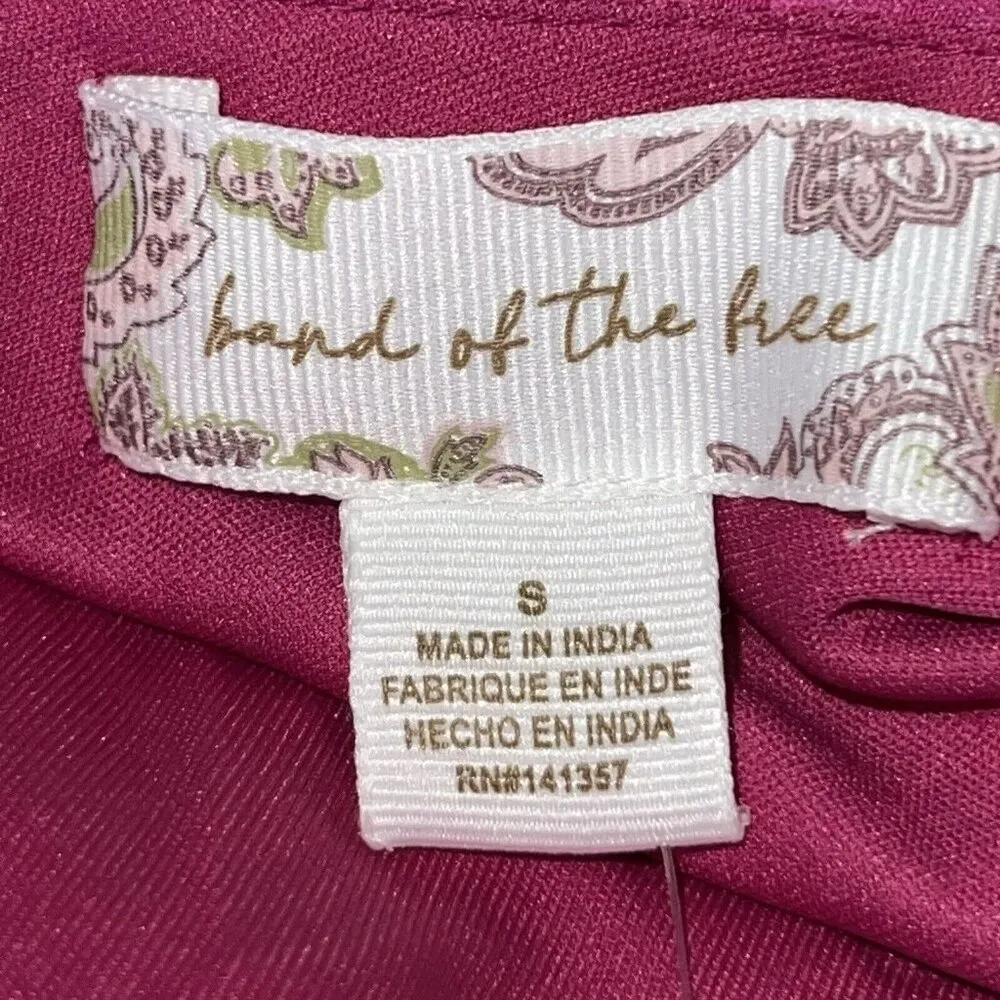 band of the free
S
MADE IN INDIA
FABRIQUE EN INDE
HECHO EN INDIA
RN#141357